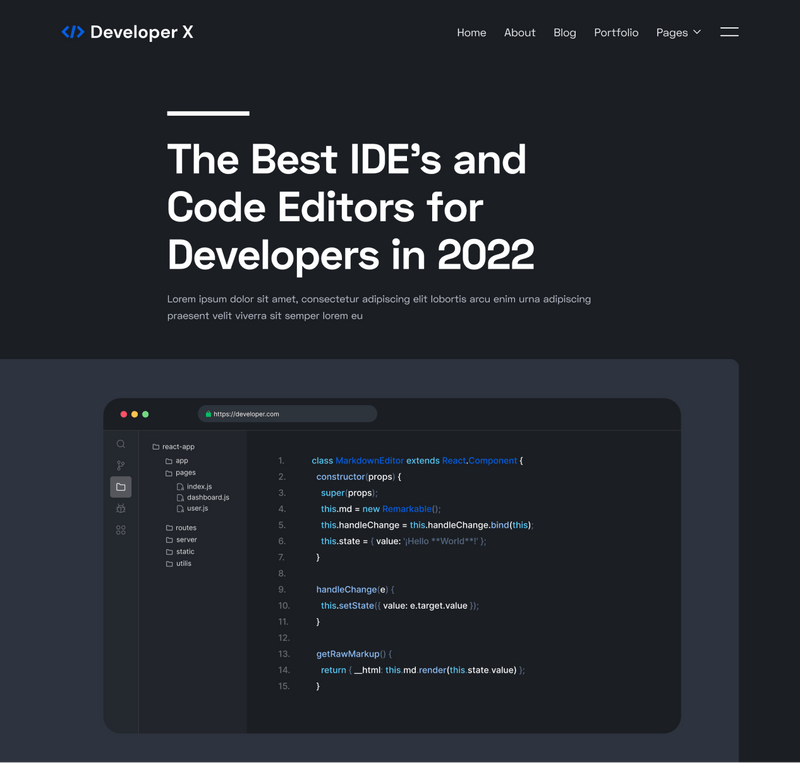 </> Developer X
Home About Blog Portfolio Pages
The Best IDE's and
Code Editors for
Developers in 2022
Lorem ipsum dolor sit amet, consectetur adipiscing elit lobortis arcu enim urna adipiscing
praesent velit viverra sit semper lorem eu
https://developer.com
react-app
app
pages
index.js
dashboard.js
user.js
routes
server
static
utilis
1. class MarkdownEditor extends React.Component {
2. constructor(props) {
3. super(props);
4. this.md = new Remarkable();
5. this.handleChange = this.handleChange.bind(this);
6. this.state = { value: '¡Hello **World**!' };
7. }
8.
9. handleChange(e) {
10. this.setState({ value: e.target.value });
11. }
12.
13. getRawMarkup() {
14. return { __html: this.md.render(this.state.value) };
15. }